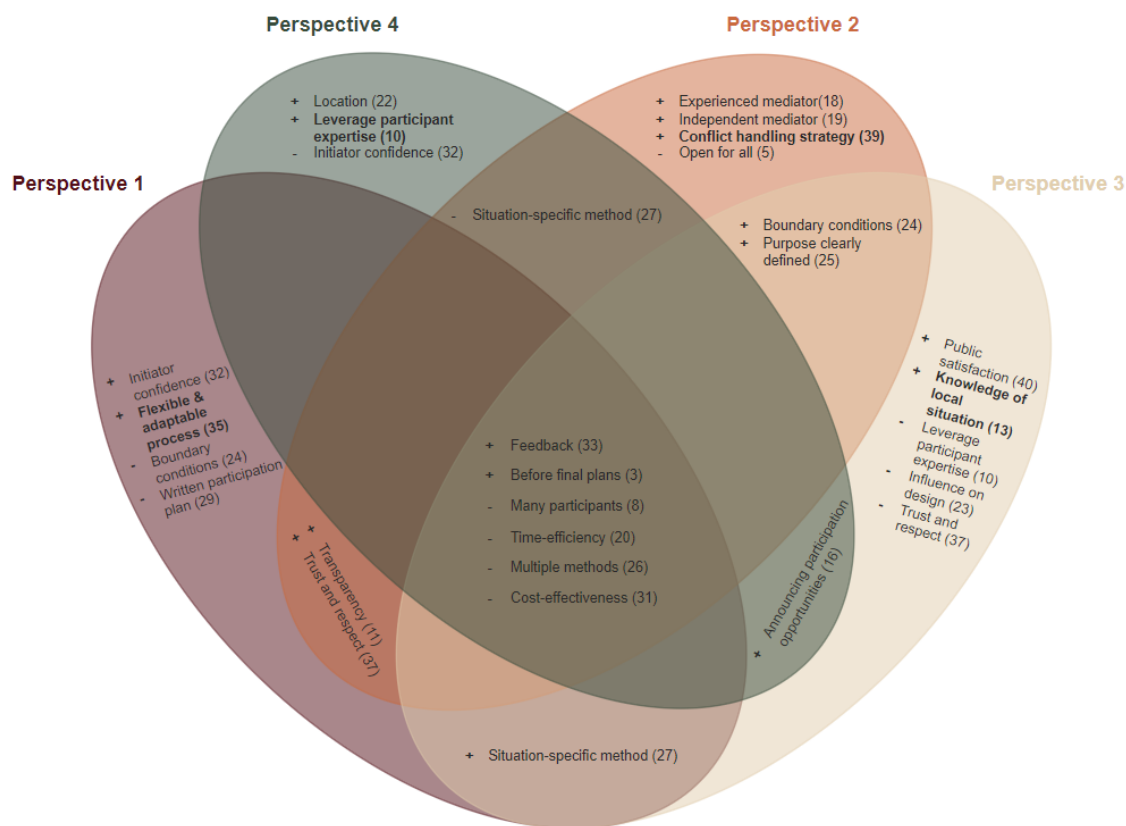 Perspective 4
Perspective 2
Perspective 1
Perspective 3
+ Location (22)
+ Leverage participant
expertise (10)
- Initiator confidence (32)
+ Experienced mediator(18)
+ Independent mediator (19)
+ Conflict handling strategy (39)
- Open for all (5)
- Situation-specific method (27)
+ Boundary conditions (24)
+ Purpose clearly
defined (25)
+ Initiator
confidence (32)
+ Flexible &
adaptable
process (35)
- Boundary
conditions (24)
- Written participation
plan (29)
+ Public
satisfaction (40)
+ Knowledge of
local
situation (13)
- Leverage
participant
expertise (10)
- Influence on
design (23)
- Trust and
respect (37)
+ Feedback (33)
+ Before final plans (3)
- Many participants (8)
- Time-efficiency (20)
- Multiple methods (26)
- Cost-effectiveness (31)
+ Transparency (11)
+ Trust and respect (37)
+ Announcing participation
opportunities (16)
+ Situation-specific method (27)